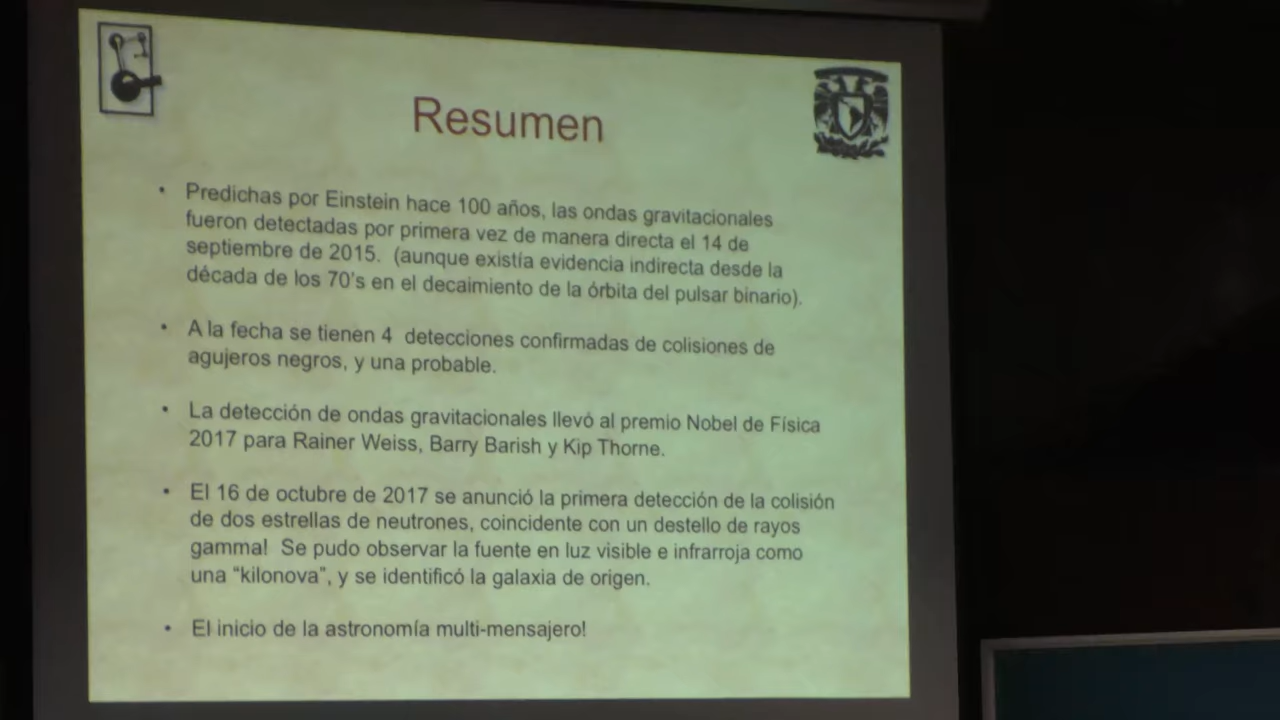 Resumen
• Predichas por Einstein hace 100 años, las ondas gravitacionales
fueron detectadas por primera vez de manera directa el 14 de
septiembre de 2015. (aunque existía evidencia indirecta desde la
década de los 70's en el decaimiento de la órbita del pulsar binario).
• A la fecha se tienen 4 detecciones confirmadas de colisiones de
agujeros negros, y una probable.
• La detección de ondas gravitacionales llevó al premio Nobel de Física
2017 para Rainer Weiss, Barry Barish y Kip Thorne.
• El 16 de octubre de 2017 se anunció la primera detección de la colisión
de dos estrellas de neutrones, coincidente con un destello de rayos
gamma! Se pudo observar la fuente en luz visible e infrarroja como
una “kilonova”, y se identificó la galaxia de origen.
• El inicio de la astronomía multi-mensajero!